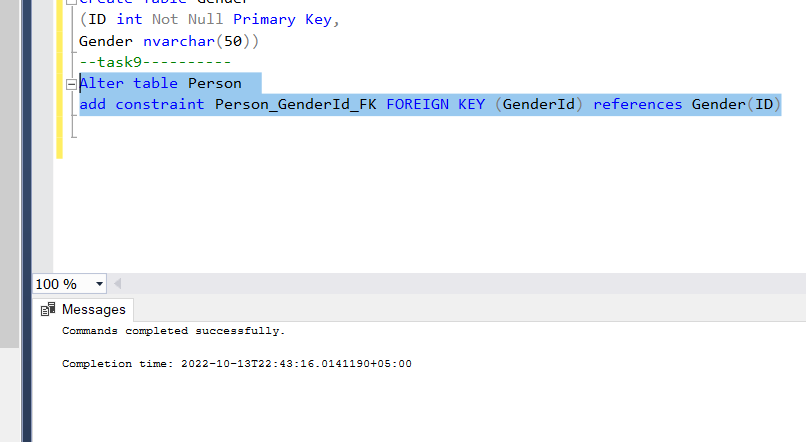 Create Table Gender
(ID int Not Null Primary Key,
Gender nvarchar(50))
--task9----------
Alter table Person
add constraint Person_GenderId_FK FOREIGN KEY (GenderId) references Gender(ID)
100 %
Messages
Commands completed successfully.
Completion time: 2022-10-13T22:43:16.0141190+05:00